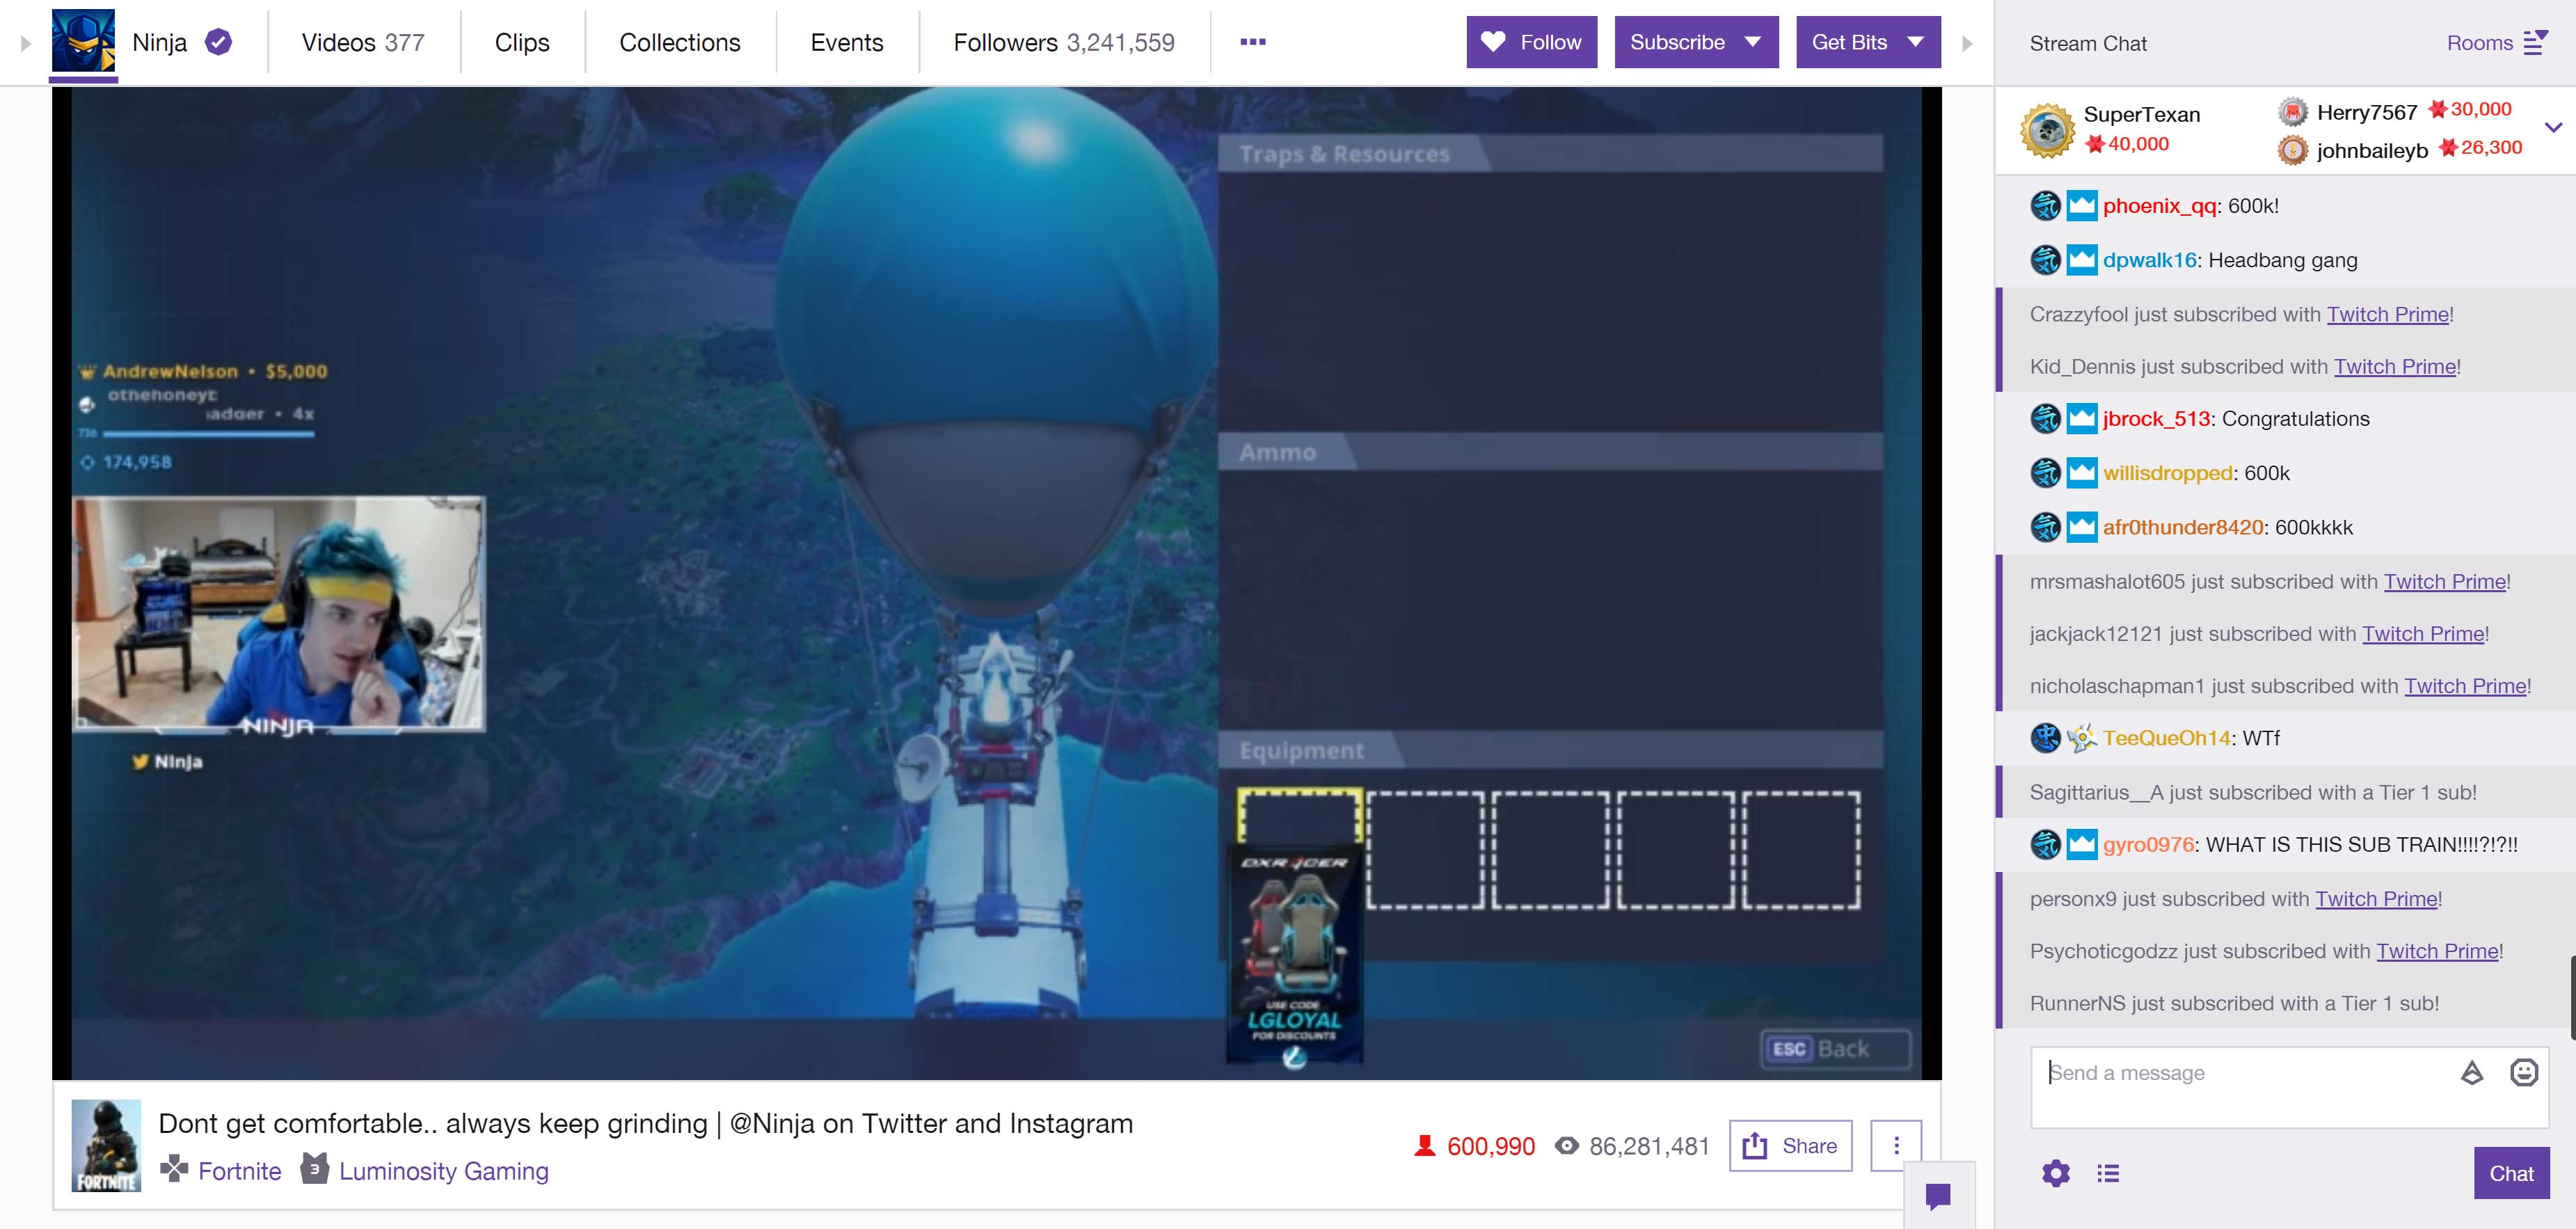 Ninja
Videos 377
Clips
Collections
Events
Followers 3,241,559
Follow
Subscribe
Get Bits
Stream Chat
Rooms
SuperTexan
40,000
Herry7567 30,000
johnbaileyb 26,300
Traps & Resources
Ammo
Equipment
AndrewNelson • $5,000
othehoneyb
adger • 4x
736
174,958
NINJA
Ninja
DXRACER
USE CODE
LGLOYAL
FOR DISCOUNTS
ESC Back
phoenix_qq: 600k!
dpwalk16: Headbang gang
Crazzyfool just subscribed with Twitch Prime!
Kid_Dennis just subscribed with Twitch Prime!
jbrock_513: Congratulations
willisdropped: 600k
afr0thunder8420: 600kkkk
mrsmashalot605 just subscribed with Twitch Prime!
jackjack12121 just subscribed with Twitch Prime!
nicholaschapman1 just subscribed with Twitch Prime!
忠 TeeQueOh14: WTf
Sagittarius__A just subscribed with a Tier 1 sub!
gyro0976: WHAT IS THIS SUB TRAIN!!!!?!?!!
personx9 just subscribed with Twitch Prime!
Psychoticgodzz just subscribed with Twitch Prime!
RunnerNS just subscribed with a Tier 1 sub!
Send a message
Chat
FORTNITE
Dont get comfortable.. always keep grinding | @Ninja on Twitter and Instagram
Fortnite
3 Luminosity Gaming
600,990
86,281,481
Share